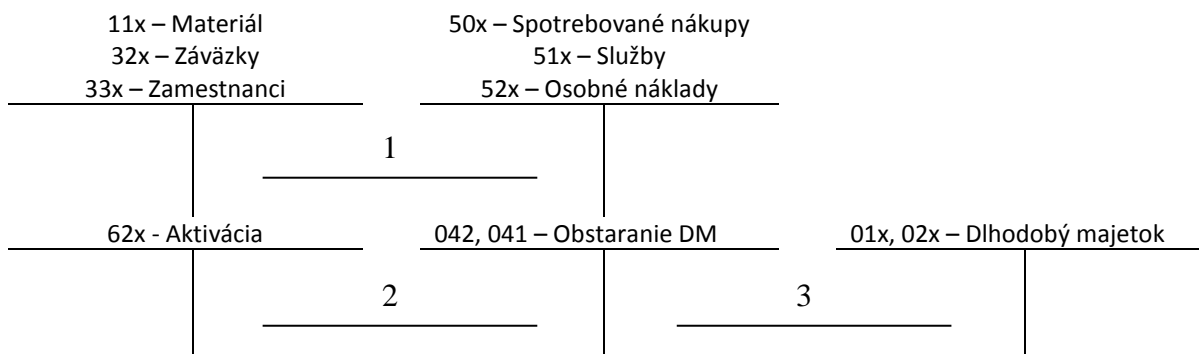 11x – Materiál
32x – Záväzky
33x – Zamestnanci
50x – Spotrebované nákupy
51x – Služby
52x – Osobné náklady
1
62x - Aktivácia
042, 041 – Obstaranie DM
01x, 02x – Dlhodobý majetok
2
3